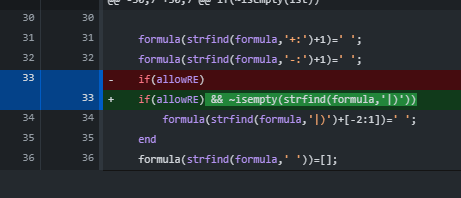 @@ -30,7 +30,7 @@ if(~isempty(ist))
30 30
31 31 formula(strfind(formula,'+:')+1)=' ';
32 32 formula(strfind(formula,'-:')+1)=' ';
33 - if(allowRE)
33 + if(allowRE) && ~isempty(strfind(formula,'|)'))
34 34 formula(strfind(formula,'|)')+[-2:1])=' ';
35 35 end
36 36 formula(strfind(formula,' '))=[];